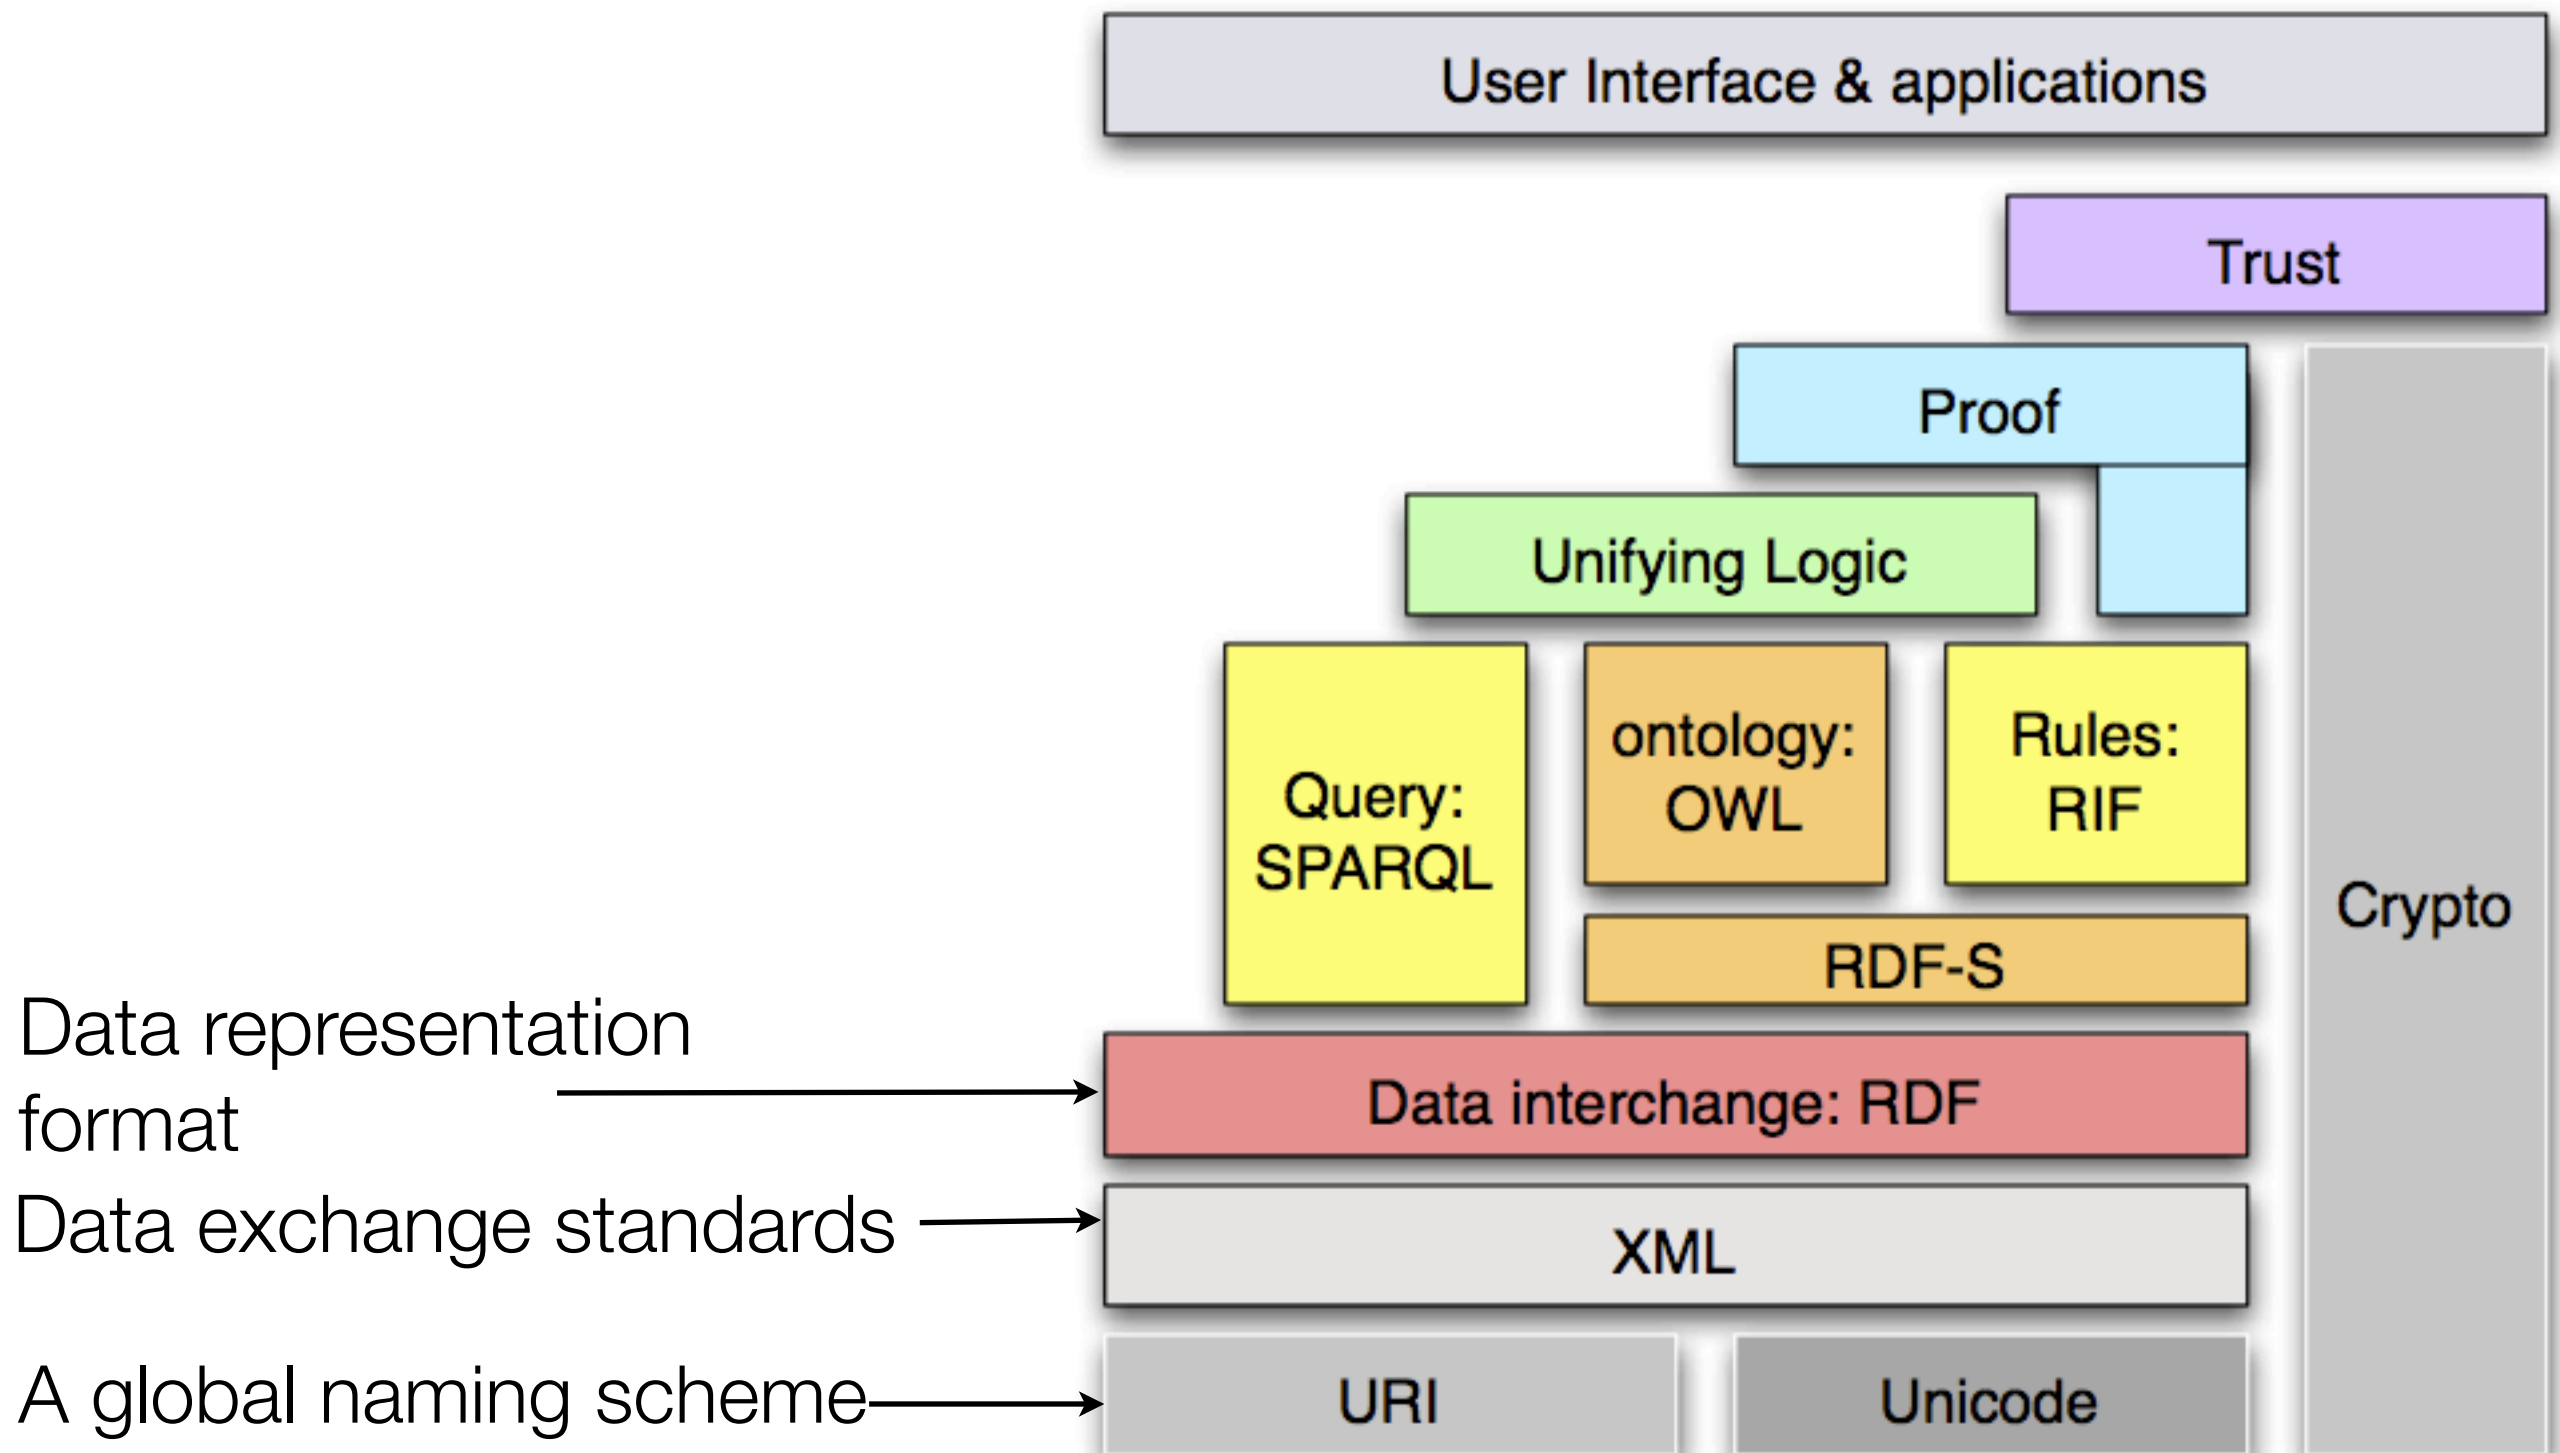 User Interface & applications
Trust
Proof
Unifying Logic
Query:
SPARQL
ontology:
OWL
Rules:
RIF
Crypto
RDF-S
Data representation
format
Data interchange: RDF
Data exchange standards
XML
A global naming scheme
URI
Unicode